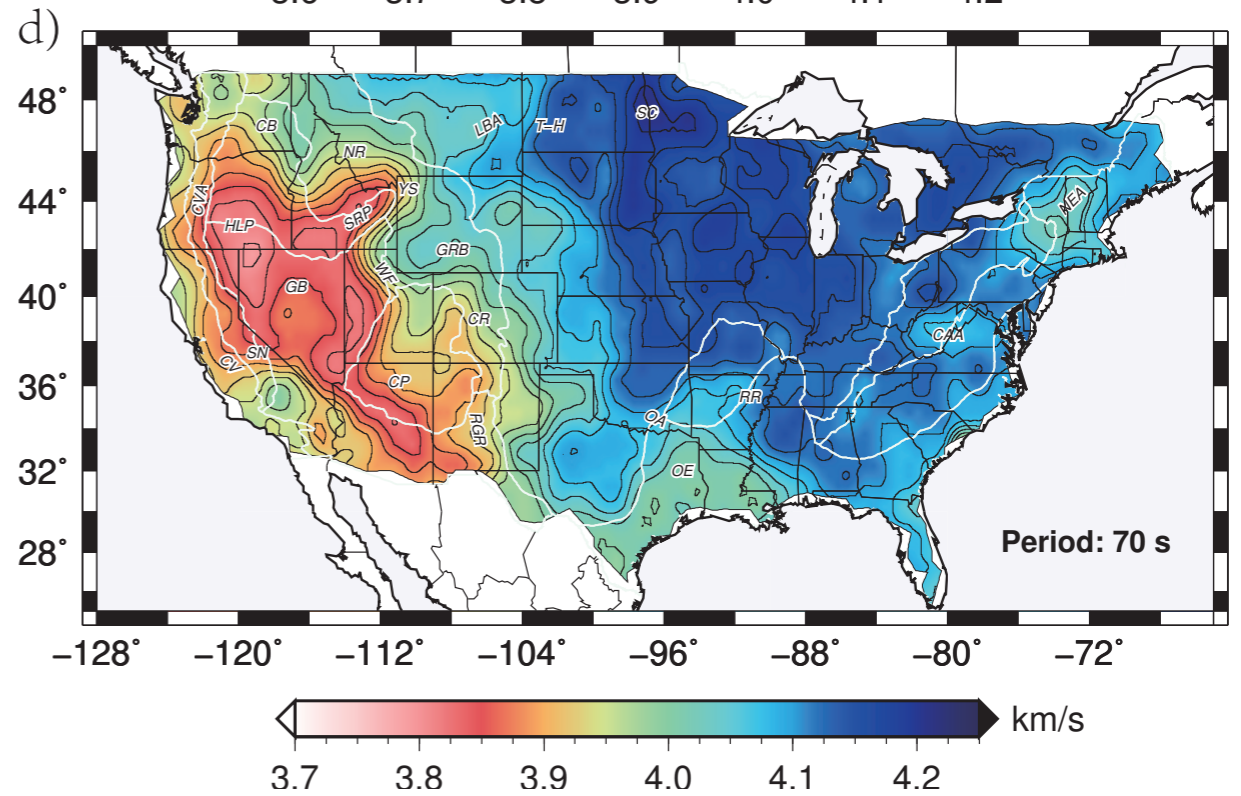 d)
48°
44°
40°
36°
32°
28°
CB
NR
LBA
T-H
SC
CVA
HLP
SRP
YS
GRB
WF
GB
CR
SN
CV
CP
RGR
OA
RR
OE
CAA
NEA
Period: 70 s
−128° −120° −112° −104° −96° −88° −80° −72°
km/s
3.7 3.8 3.9 4.0 4.1 4.2